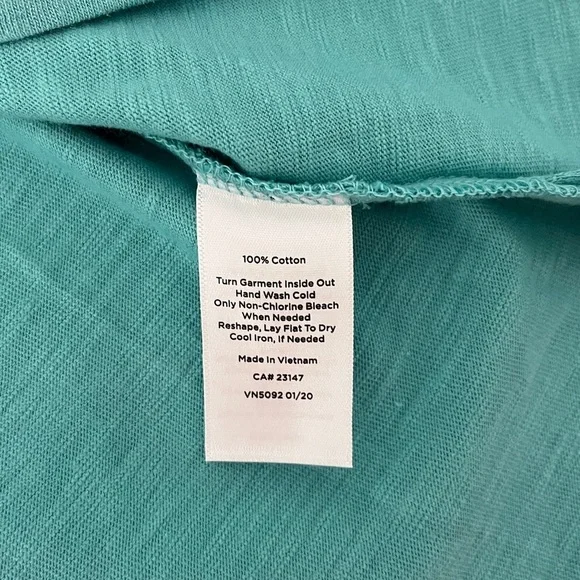 100% Cotton
Turn Garment Inside Out
Hand Wash Cold
Only Non-Chlorine Bleach
When Needed
Reshape, Lay Flat To Dry
Cool Iron, If Needed
Made In Vietnam
CA# 23147
VN5092 01/20